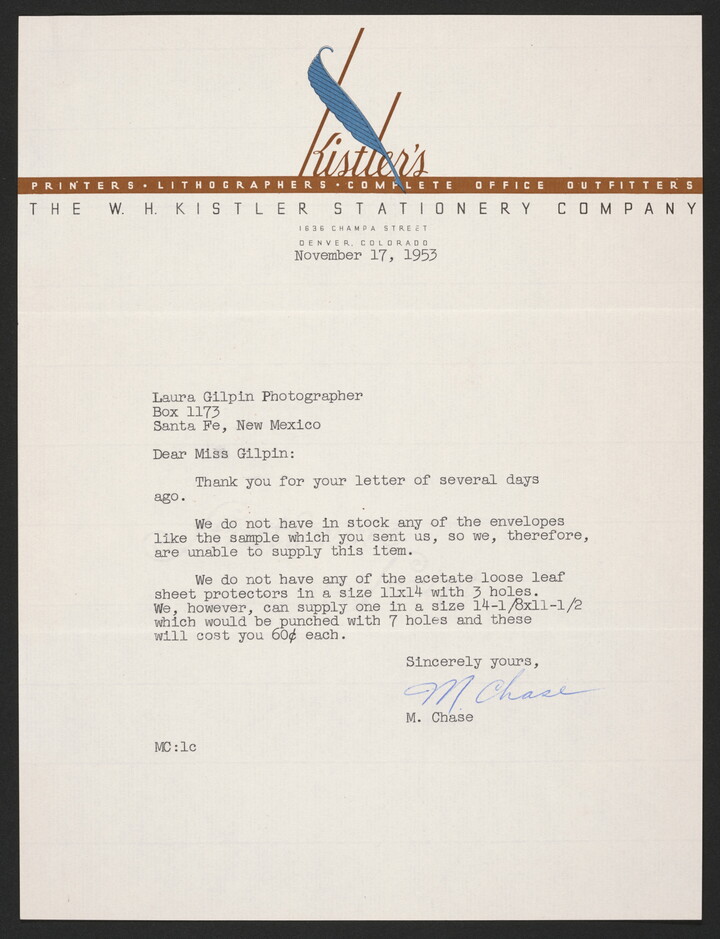 Kistler's
PRINTERS • LITHOGRAPHERS • COMPLETE OFFICE OUTFITTERS
THE W. H. KISTLER STATIONERY COMPANY
1636 CHAMPA STREET
DENVER, COLORADO
November 17, 1953
Laura Gilpin Photographer
Box 1173
Santa Fe, New Mexico
Dear Miss Gilpin:
Thank you for your letter of several days
ago.
We do not have in stock any of the envelopes
like the sample which you sent us, so we, therefore,
are unable to supply this item.
We do not have any of the acetate loose leaf
sheet protectors in a size 11x14 with 3 holes.
We, however, can supply one in a size 14-1/8x11-1/2
which would be punched with 7 holes and these
will cost you 60¢ each.
Sincerely yours,
M. Chase
M. Chase
MC:lc